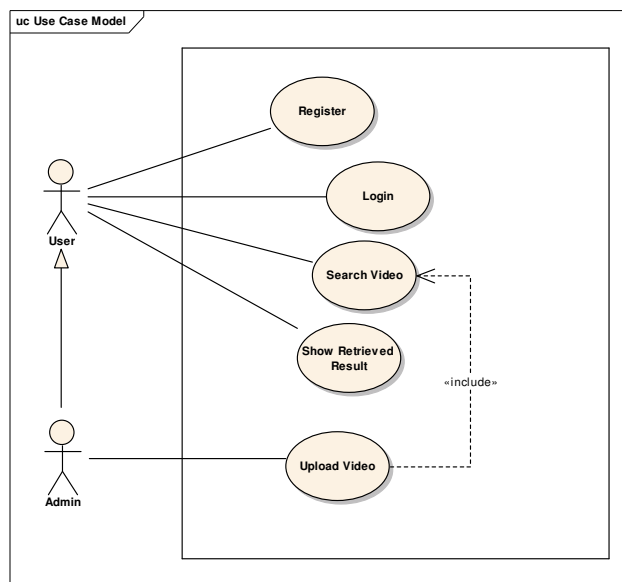 uc Use Case Model
Register
Login
User
Search Video
Show Retrieved
Result
«include»
Upload Video
Admin